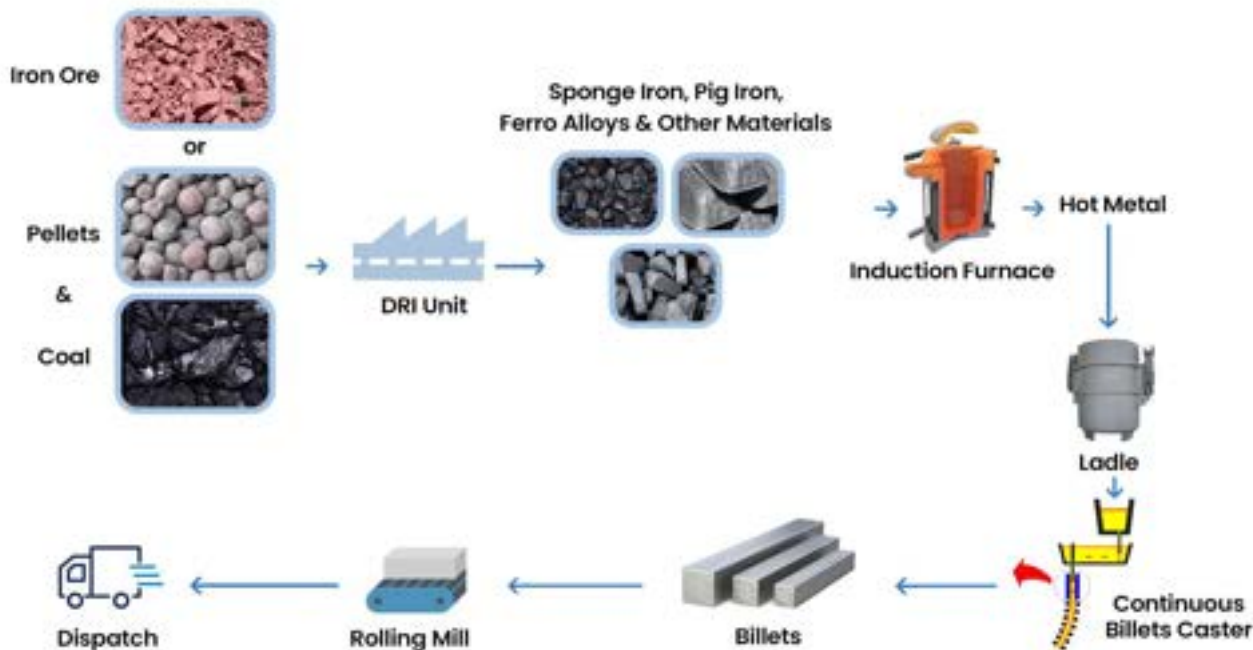 Iron Ore
or
Pellets
&
Coal
DRI Unit
Sponge Iron, Pig Iron,
Ferro Alloys & Other Materials
Induction Furnace
Hot Metal
Ladle
Continuous
Billets Caster
Billets
Rolling Mill
Dispatch